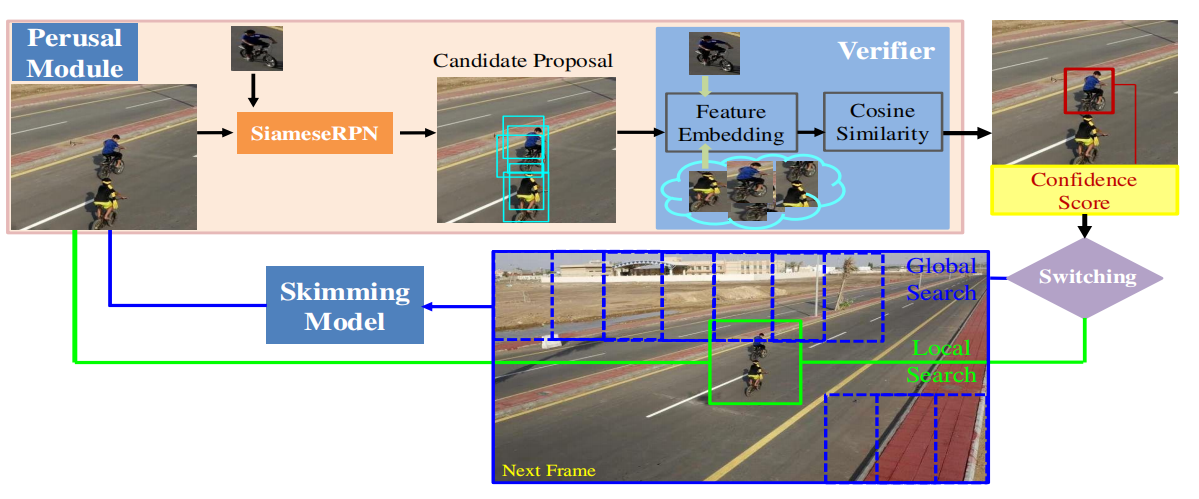 Perusal
Module
SiameseRPN
Candidate Proposal
Verifier
Feature
Embedding
Cosine
Similarity
Confidence
Score
Switching
Skimming
Model
Global
Search
Local
Search
Next Frame